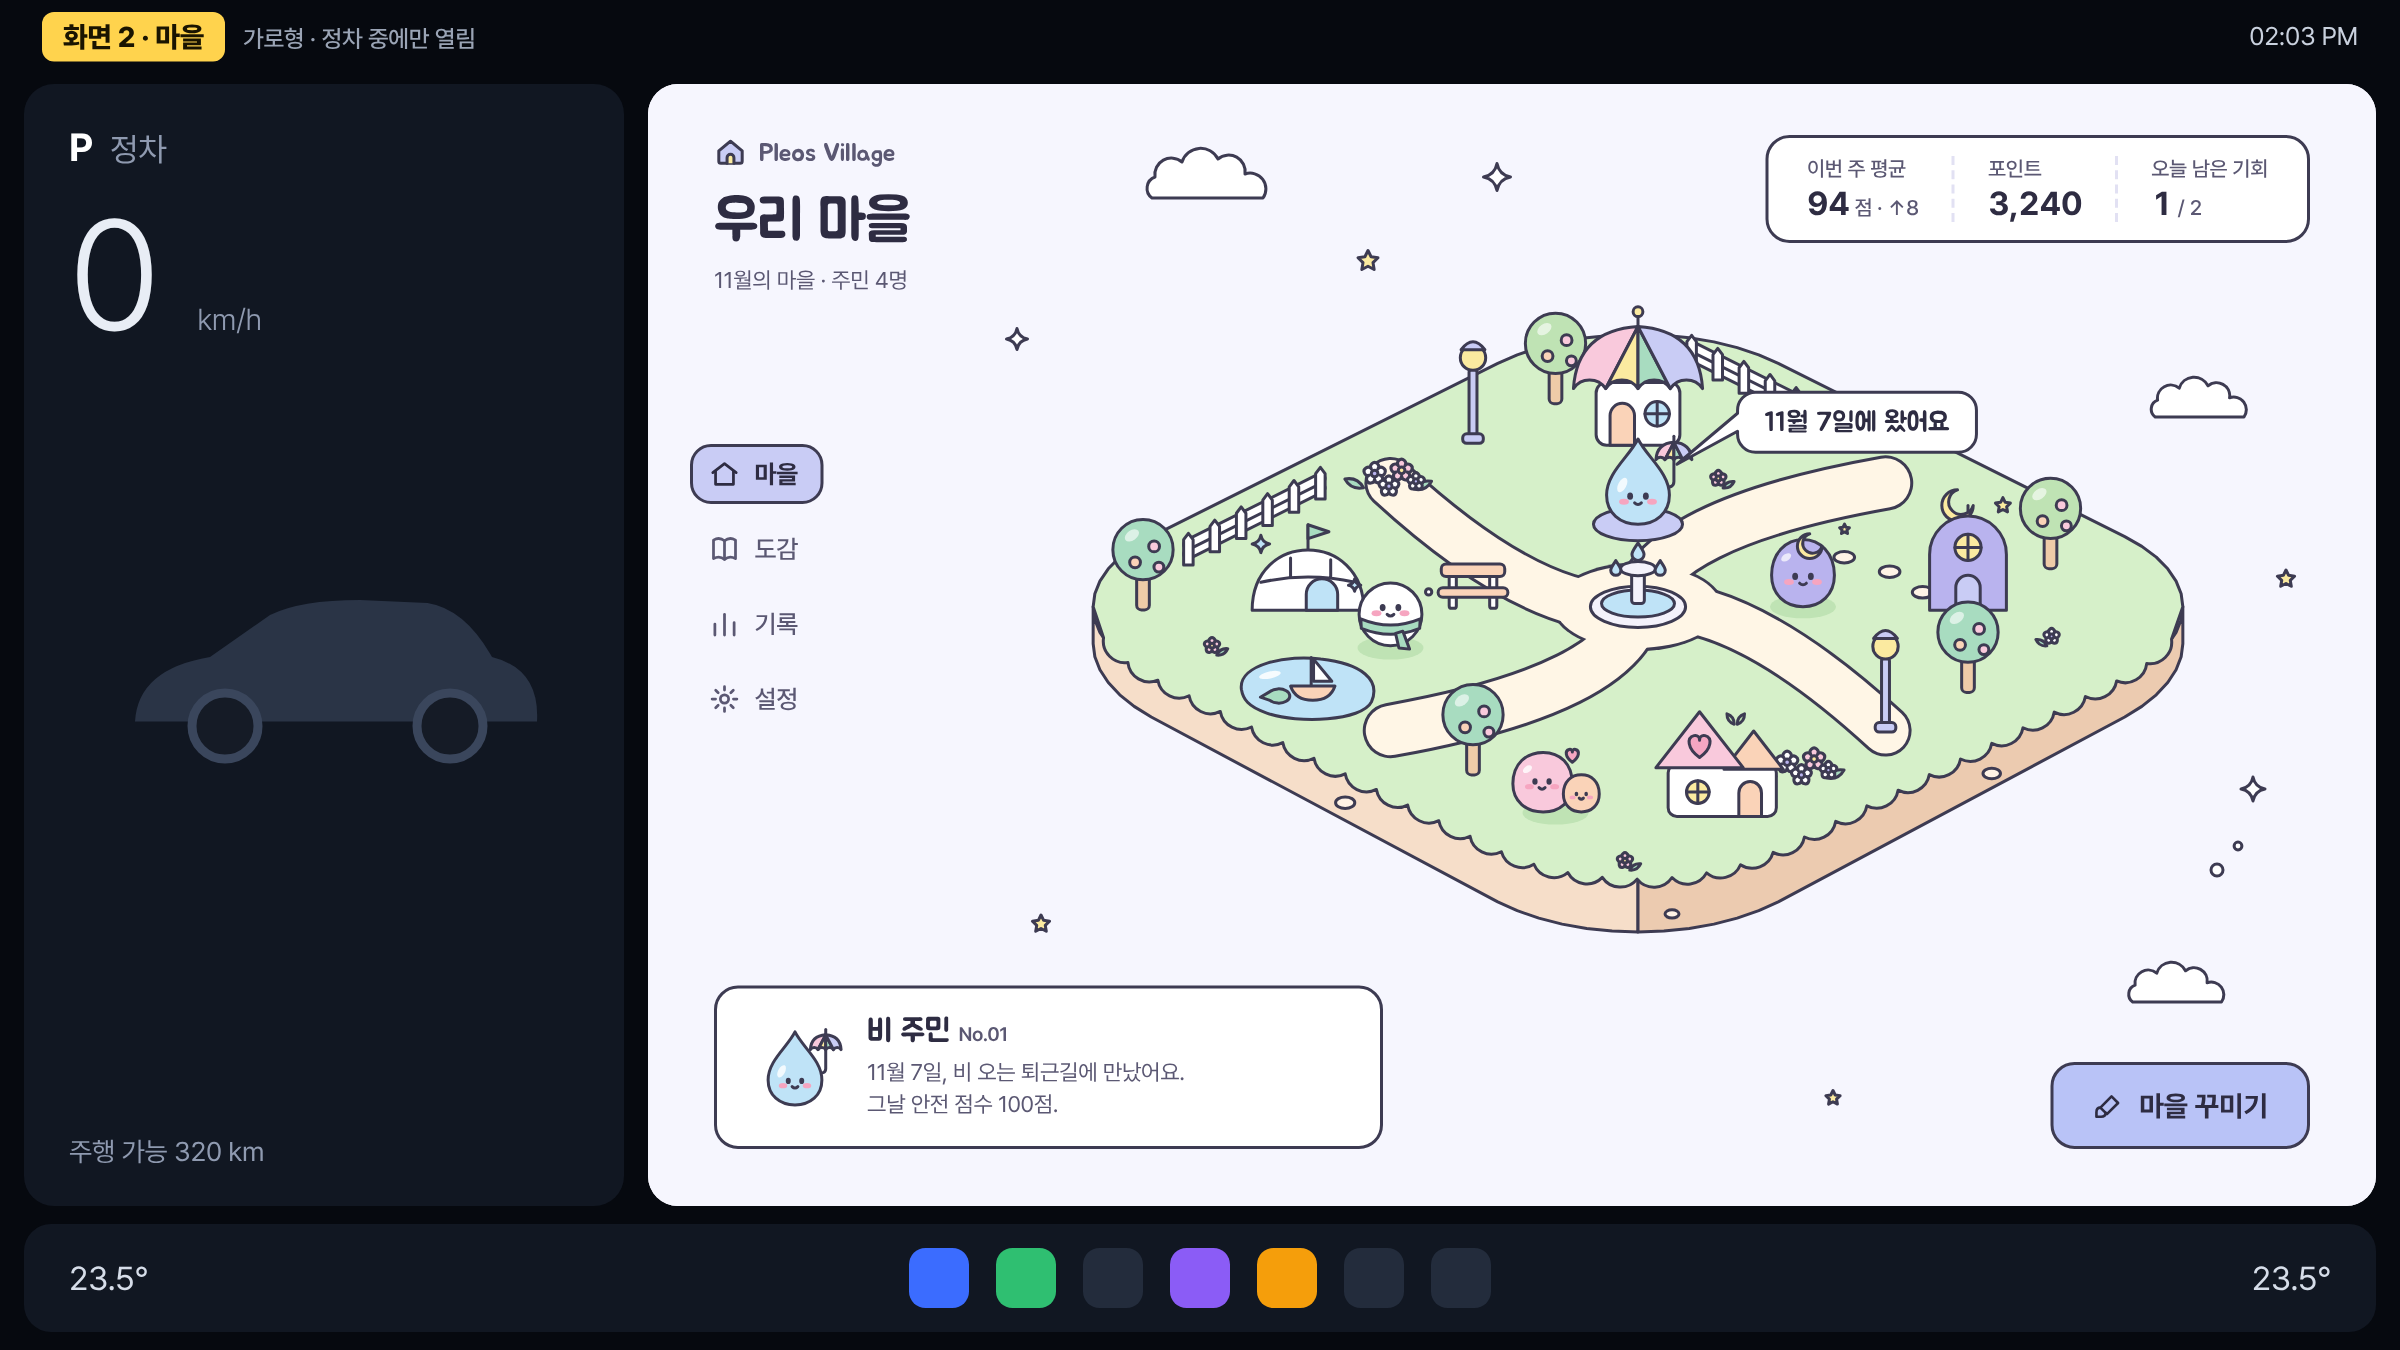 화면 2 · 마을
가로형 · 정차 중에만 열림
02:03 PM
P 정차
0 km/h
주행 가능 320 km
Pleos Village
우리 마을
11월의 마을 · 주민 4명
이번 주 평균
94 점 · ↑8
포인트
3,240
오늘 남은 기회
1 / 2
마을
도감
기록
설정
11월 7일에 왔어요
비 주민 No.01
11월 7일, 비 오는 퇴근길에 만났어요.
그날 안전 점수 100점.
마을 꾸미기
23.5°
23.5°